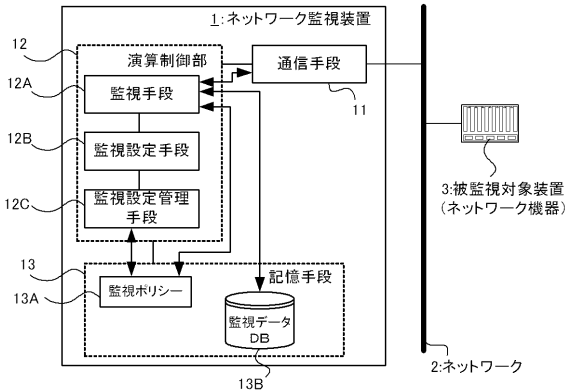 1:ネットワーク監視装置
12
演算制御部
通信手段
12A
監視手段
11
12B
監視設定手段
3:被監視対象装置
(ネットワーク機器)
12C
監視設定管理
手段
13
記憶手段
13A
監視ポリシー
監視データ
DB
2:ネットワーク
13B